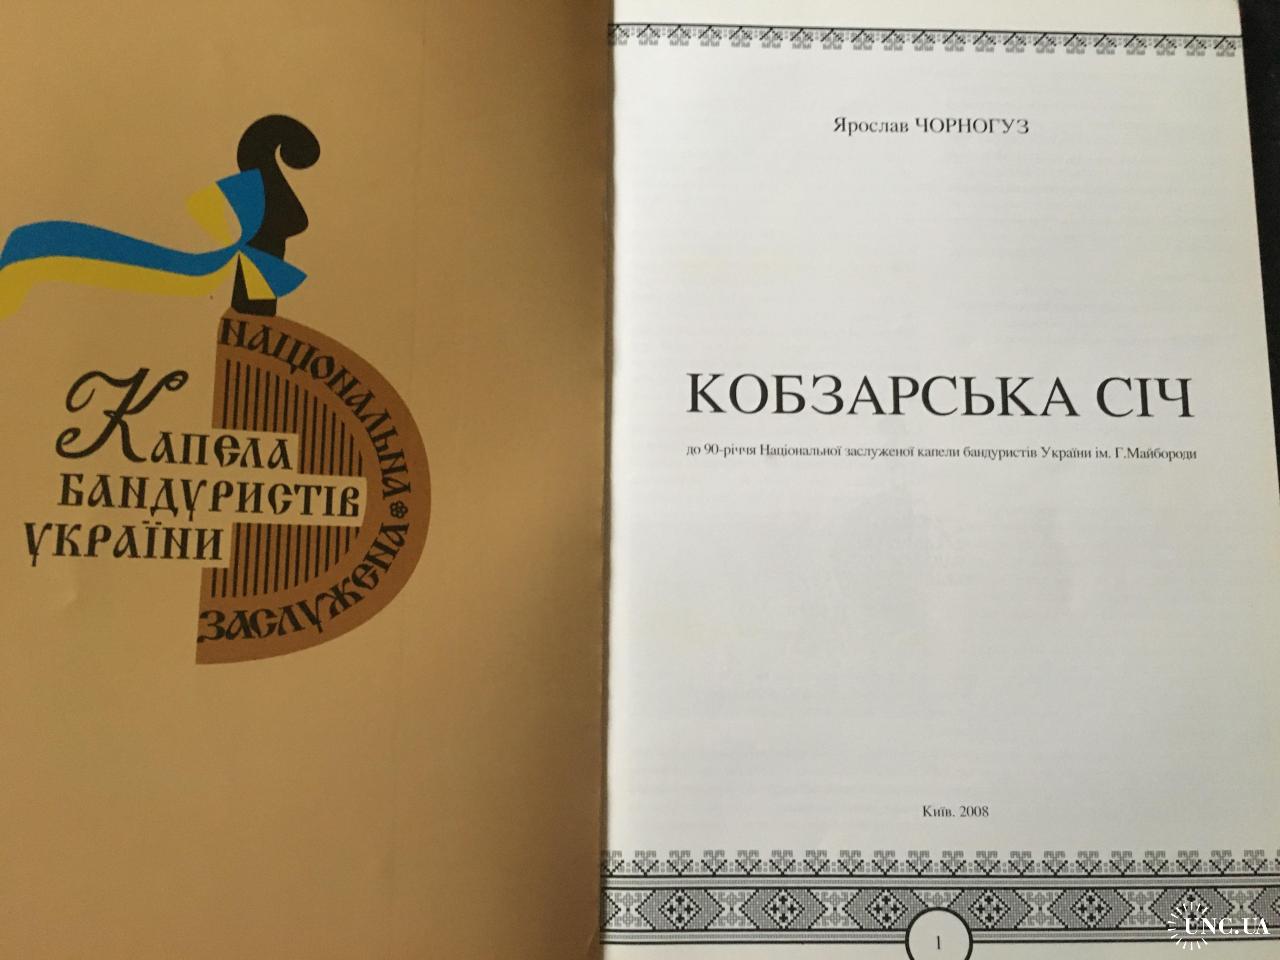 НАЦІОНАЛЬНА
ЗАСЛУЖЕНА
Капела
бандуристів
України
Ярослав ЧОРНОГУЗ
КОБЗАРСЬКА СІЧ
до 90-річчя Національної заслуженої капели бандуристів України ім. Г.Майбороди
Київ. 2008
1
UNC.UA